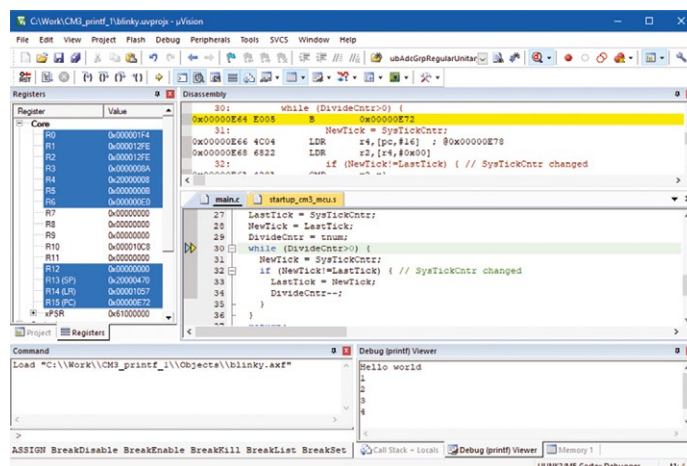 C:\Work\CM3_printf_1\blinky.uvprojx - µVision
File Edit View Project Flash Debug Peripherals Tools SVCS Window Help
ubAdcGrpRegularUnitar
Registers
Register Value
Core
R0 0x000001F4
R1 0x000012FE
R2 0x000012FE
R3 0x0000008A
R4 0x20000008
R5 0x0000000B
R6 0x000000E0
R7 0x00000000
R8 0x00000000
R9 0x00000000
R10 0x000010C8
R11 0x00000000
R12 0x00000000
R13 (SP) 0x20000470
R14 (LR) 0x00001057
R15 (PC) 0x00000E72
xPSR 0x61000000
Project Registers
Disassembly
30: while (DivideCntr>0) {
0x00000E64 E005 B 0x00000E72
31: NewTick = SysTickCntr;
0x00000E66 4C04 LDR r4,[pc,#16] ; @0x00000E78
0x00000E68 6822 LDR r2,[r4,#0x00]
32: if (NewTick!=LastTick) { // SysTickCntr changed
main.c startup_cm3_mcu.s
27 LastTick = SysTickCntr;
28 NewTick = LastTick;
29 DivideCntr = tnum;
30 while (DivideCntr>0) {
31 NewTick = SysTickCntr;
32 if (NewTick!=LastTick) { // SysTickCntr changed
33 LastTick = NewTick;
34 DivideCntr--;
35 }
36 }
Command
Load "C:\\Work\\CM3_printf_1\\Objects\\blinky.axf"
>
ASSIGN BreakDisable BreakEnable BreakKill BreakList BreakSet
Debug (printf) Viewer
Hello world
1
2
3
4
Call Stack + Locals Debug (printf) Viewer Memory 1